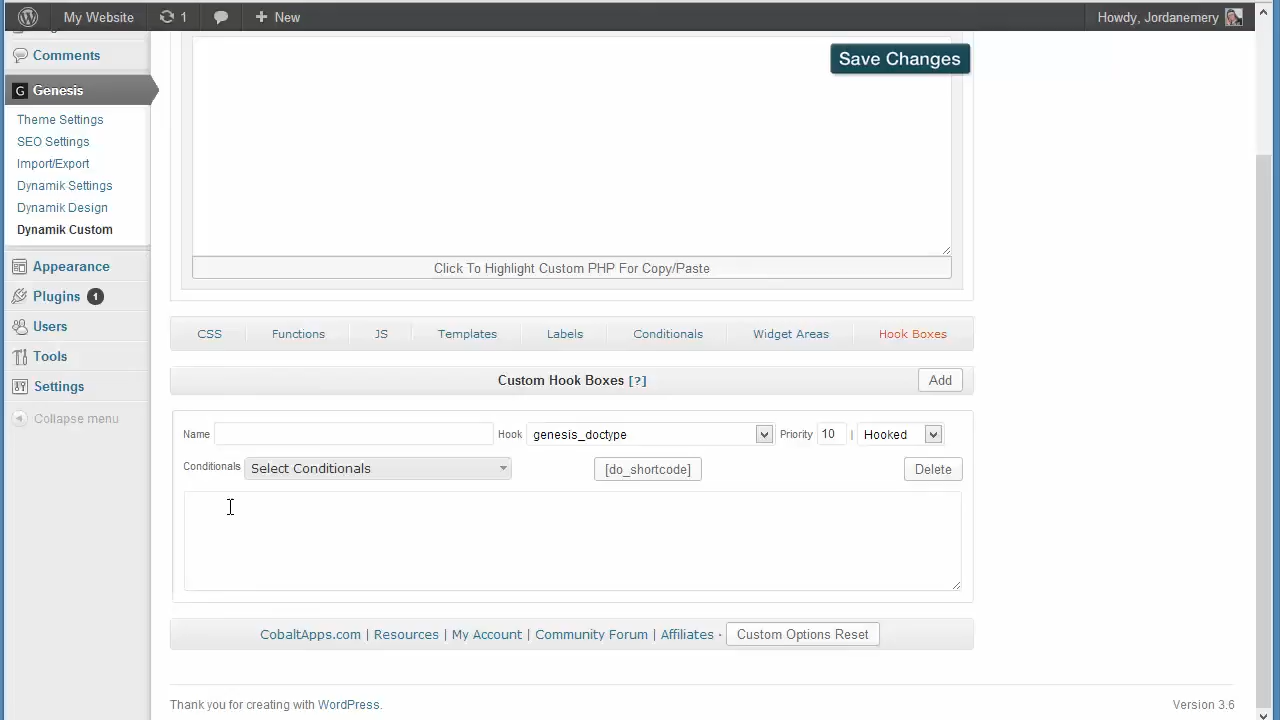 My Website 1 New Howdy, Jordanemery
Comments
Save Changes
G Genesis
Theme Settings
SEO Settings
Import/Export
Dynamik Settings
Dynamik Design
Dynamik Custom
Appearance
Plugins 1
Users
Tools
Settings
Collapse menu
Click To Highlight Custom PHP For Copy/Paste
CSS Functions JS Templates Labels Conditionals Widget Areas Hook Boxes
Custom Hook Boxes [?] Add
Name Hook genesis_doctype Priority 10 | Hooked
Conditionals Select Conditionals [do_shortcode] Delete
CobaltApps.com | Resources | My Account | Community Forum | Affiliates · Custom Options Reset
Thank you for creating with WordPress. Version 3.6